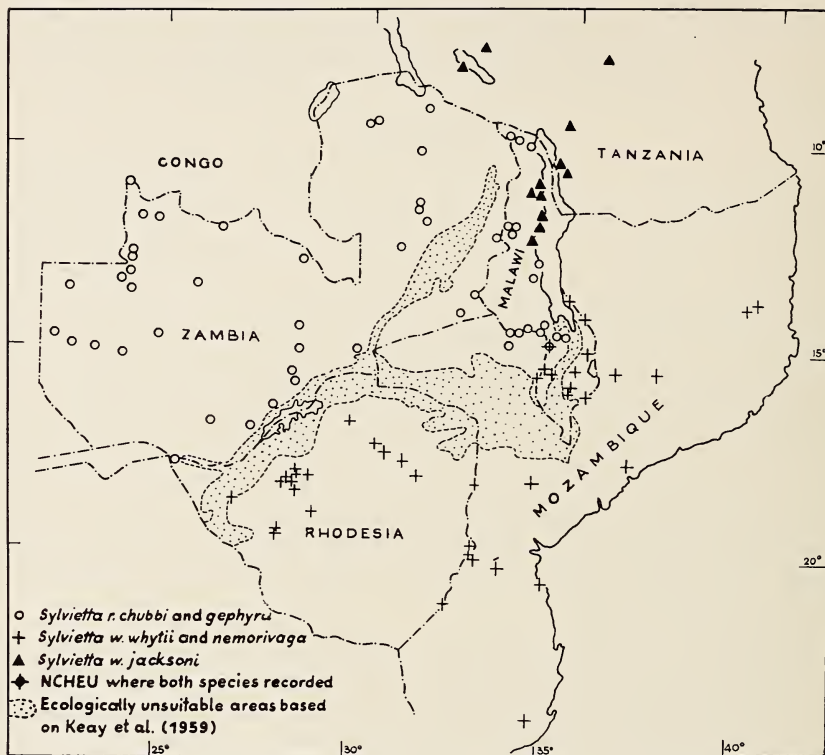 CONGO
TANZANIA
10°
MALAWI
ZAMBIA
15°
MOZAMBIQUE
RHODESIA
20°
Sylvietta r. chubbi and gephyra
Sylvietta w. whytii and nemorivaga
Sylvietta w. jacksoni
NCHEU where both species recorded
Ecologically unsuitable areas based
on Keay et al. (1959)
25°
30°
35°
40°